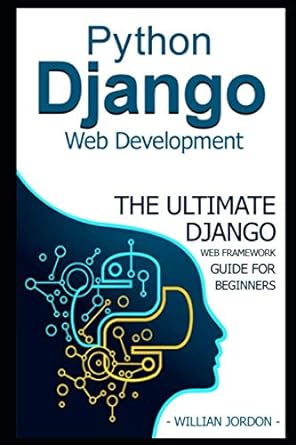 Python
Django
Web Development
THE ULTIMATE
DJANGO
WEB FRAMEWORK
GUIDE FOR
BEGINNERS
- WILLIAN JORDON -